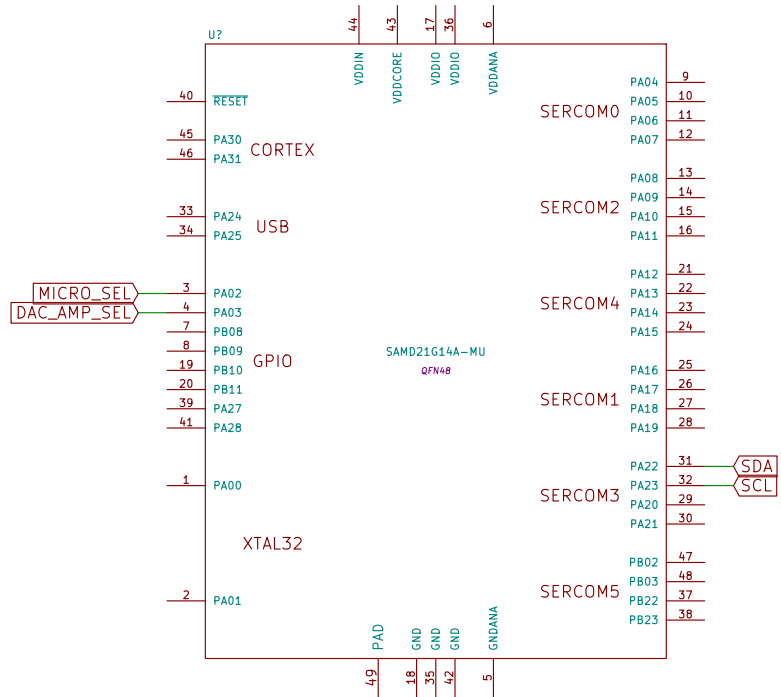 U?
44 VDDIN
43 VDDCORE
17 VDDIO
36 VDDIO
6 VDDANA
40 RESET
45 PA30
46 PA31
CORTEX
33 PA24
34 PA25
USB
MICRO_SEL 3 PA02
DAC_AMP_SEL 4 PA03
7 PB08
8 PB09
19 PB10
20 PB11
39 PA27
41 PA28
GPIO
1 PA00
XTAL32
2 PA01
SAMD21G14A-MU
QFN48
SERCOM0
PA04 9
PA05 10
PA06 11
PA07 12
SERCOM2
PA08 13
PA09 14
PA10 15
PA11 16
SERCOM4
PA12 21
PA13 22
PA14 23
PA15 24
SERCOM1
PA16 25
PA17 26
PA18 27
PA19 28
SERCOM3
PA22 31 SDA
PA23 32 SCL
PA20 29
PA21 30
SERCOM5
PB02 47
PB03 48
PB22 37
PB23 38
PAD 49
GND 18
GND 35
GND 42
GNDANA 5